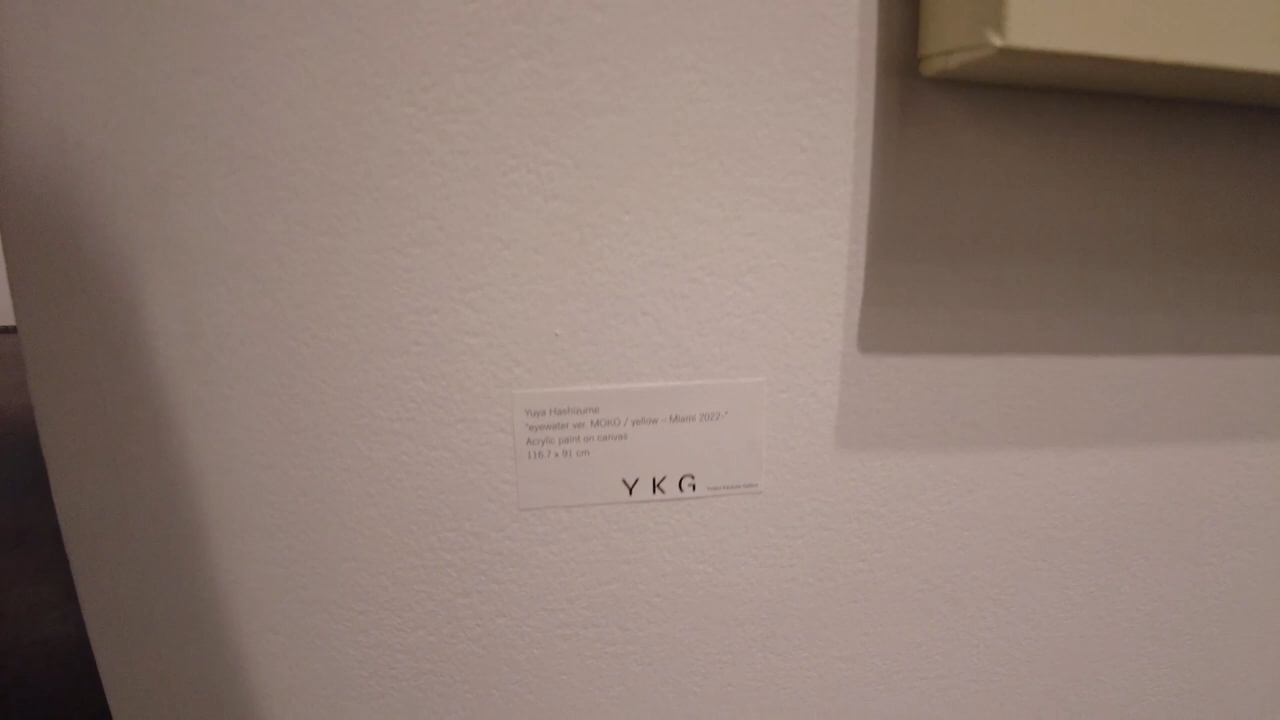 Yuya Hashizume
"eyewater ver. MOKO / yellow - Miami 2022-"
Acrylic paint on canvas
116.7 x 91 cm
YKG